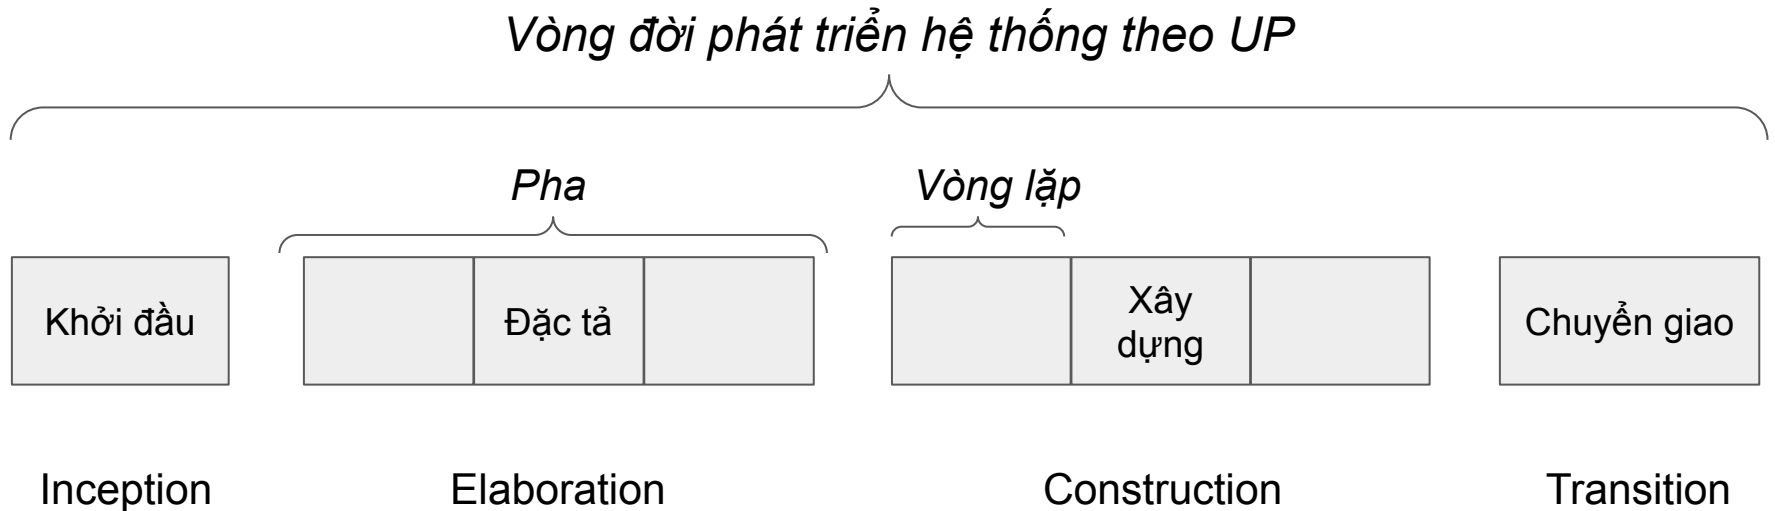 Vòng đời phát triển hệ thống theo UP
Pha
Vòng lặp
Khởi đầu
Đặc tả
Xây
dựng
Chuyển giao
Inception
Elaboration
Construction
Transition